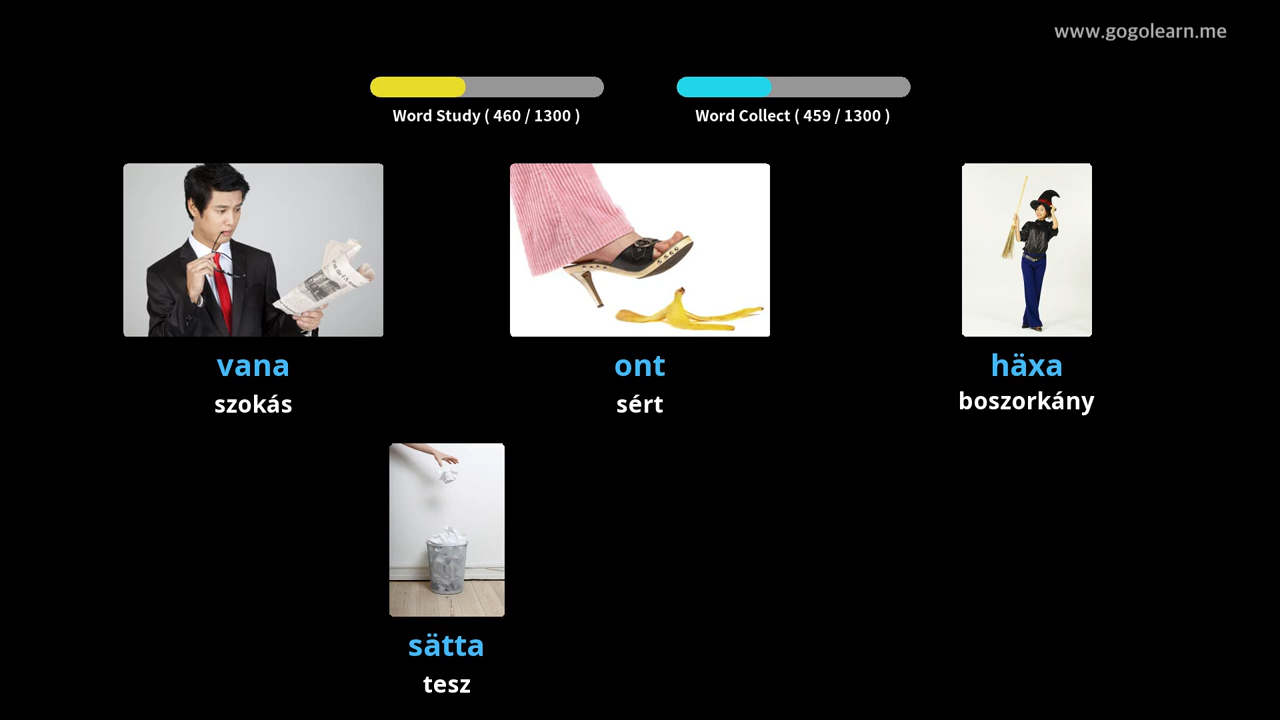 www.gogolearn.me
Word Study ( 460 / 1300 )
Word Collect ( 459 / 1300 )
vana
szokás
ont
sért
häxa
boszorkány
sätta
tesz